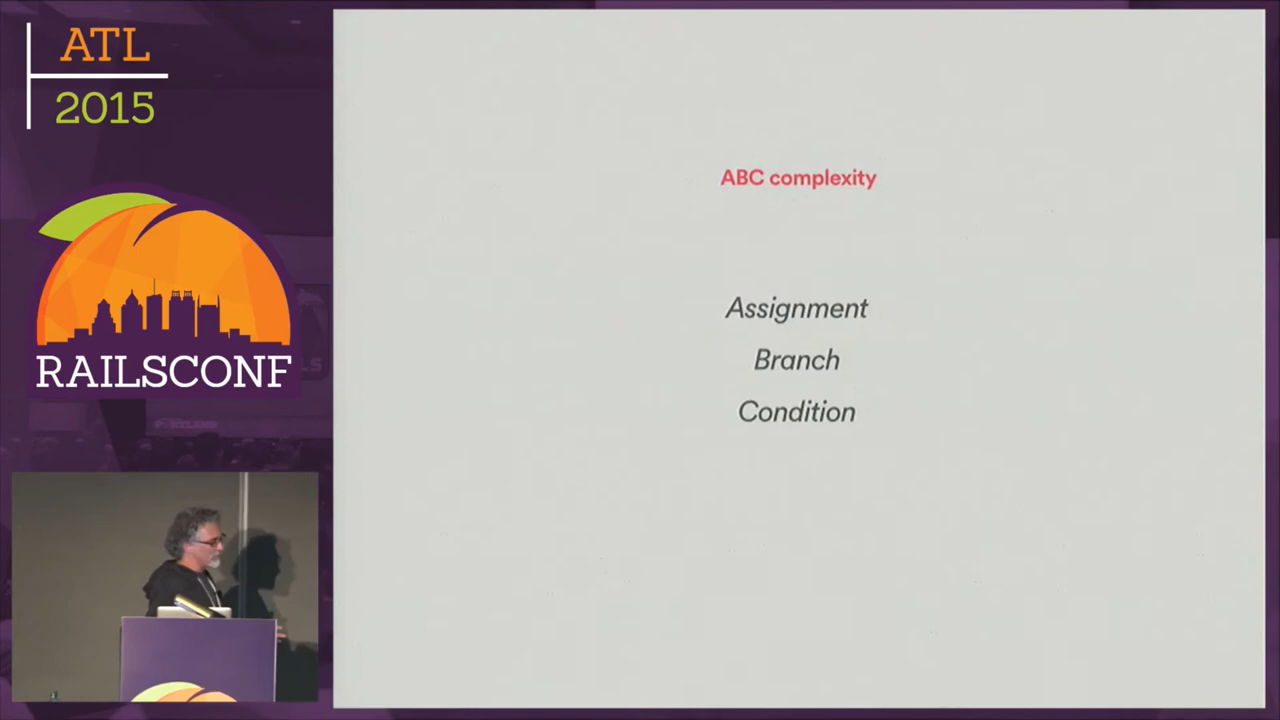 ATL
2015
RAILSCONF
ABC complexity
Assignment
Branch
Condition